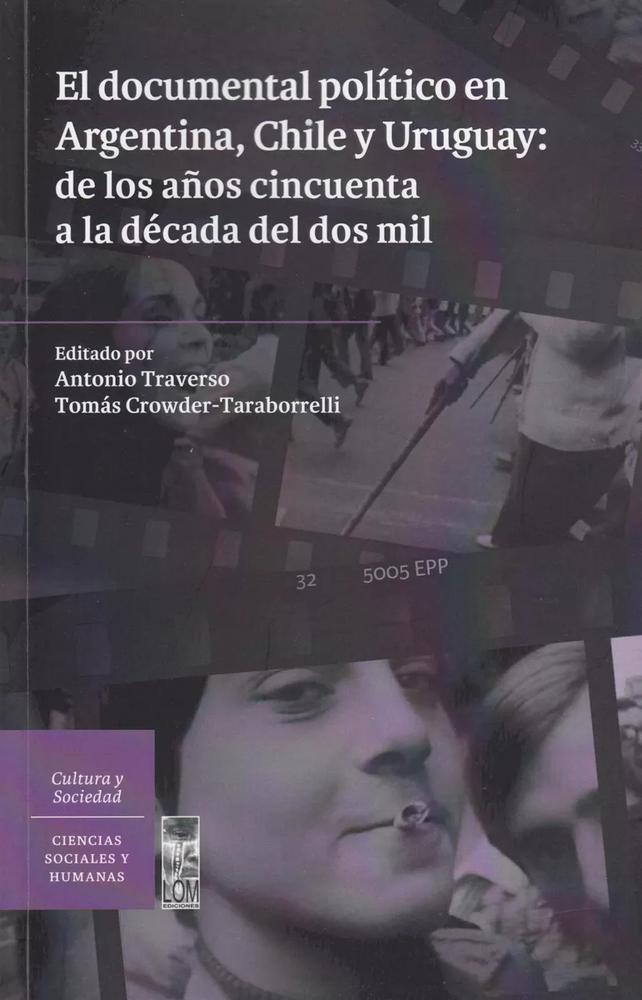 El documental político en
Argentina, Chile y Uruguay:
de los años cincuenta
a la década del dos mil
Editado por
Antonio Traverso
Tomás Crowder-Taraborrelli
32 5005 EPP
Cultura y
Sociedad
CIENCIAS
SOCIALES Y
HUMANAS
LOM
EDICIONES